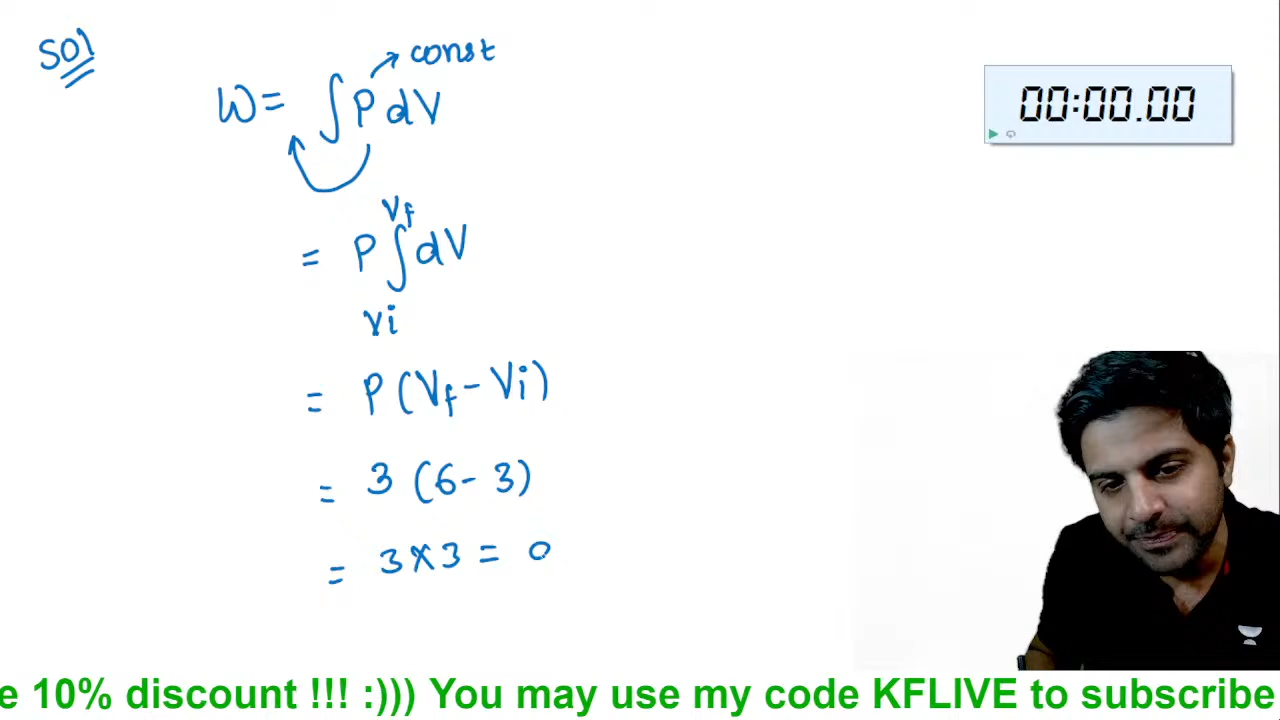 Sol
const
W = ∫ P dV
00:00.00
Vf
= P ∫ dV
Vi
= P (Vf - Vi)
= 3 (6 - 3)
= 3 × 3 =
e 10% discount !!! :))) You may use my code KFLIVE to subscribe